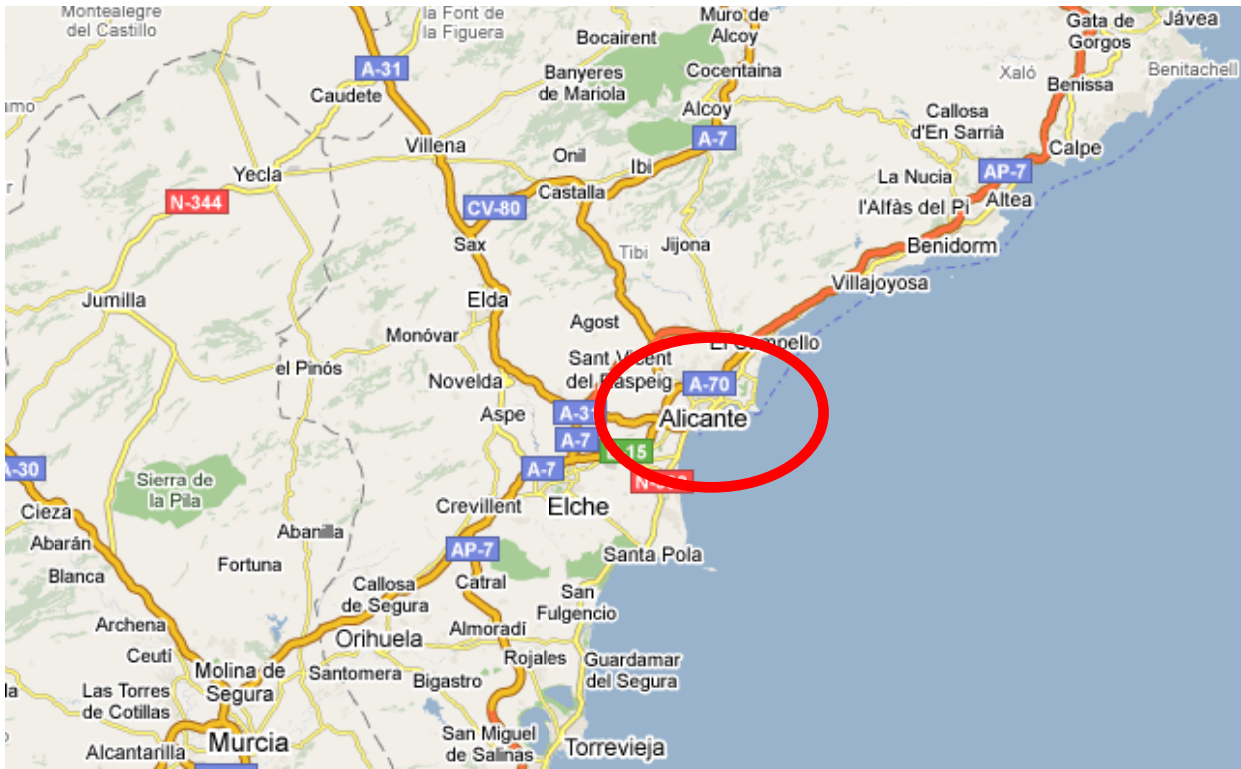 Montealegre
del Castillo
la Font de
la Figuera
Bocairent
Muro de
Alcoy
Gata de
Gorgos
Jávea
A-31
Caudete
Banyeres
de Mariola
Cocentaina
Xaló
Benissa
Benitachell
Alcoy
Callosa
d'En Sarrià
Villena
A-7
Calpe
Yecla
Onil
Ibi
La Nucia
AP-7
N-344
CV-80
Castalla
l'Alfàs del Pi
Altea
Sax
Tibi
Jijona
Benidorm
Villajoyosa
Jumilla
Elda
Agost
Monóvar
El Campello
el Pinós
Sant Vicent
del Raspeig
Novelda
A-70
Aspe
A-31
Alicante
A-7
A-30
A-7
Sierra de
la Pila
Crevillent
Elche
Cieza
Abanilla
Abarán
AP-7
Santa Pola
Blanca
Fortuna
Callosa
de Segura
Catral
San
Fulgencio
Archena
Orihuela
Almoradí
Ceutí
Molina de
Segura
Santomera
Bigastro
Rojales
Guardamar
del Segura
Las Torres
de Cotillas
Alcantarilla
Murcia
San Miguel
de Salinas
Torrevieja